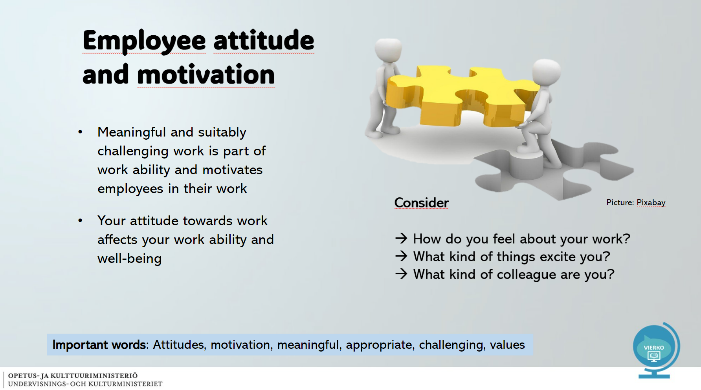 Employee attitude
and motivation
• Meaningful and suitably
challenging work is part of
work ability and motivates
employees in their work
• Your attitude towards work
affects your work ability and
well-being
Consider
Picture: Pixabay
→ How do you feel about your work?
→ What kind of things excite you?
→ What kind of colleague are you?
Important words: Attitudes, motivation, meaningful, appropriate, challenging, values
VIERKO
OPETUS- JA KULTTUURIMINISTERIÖ
UNDERVISNINGS- OCH KULTURMINISTERIET